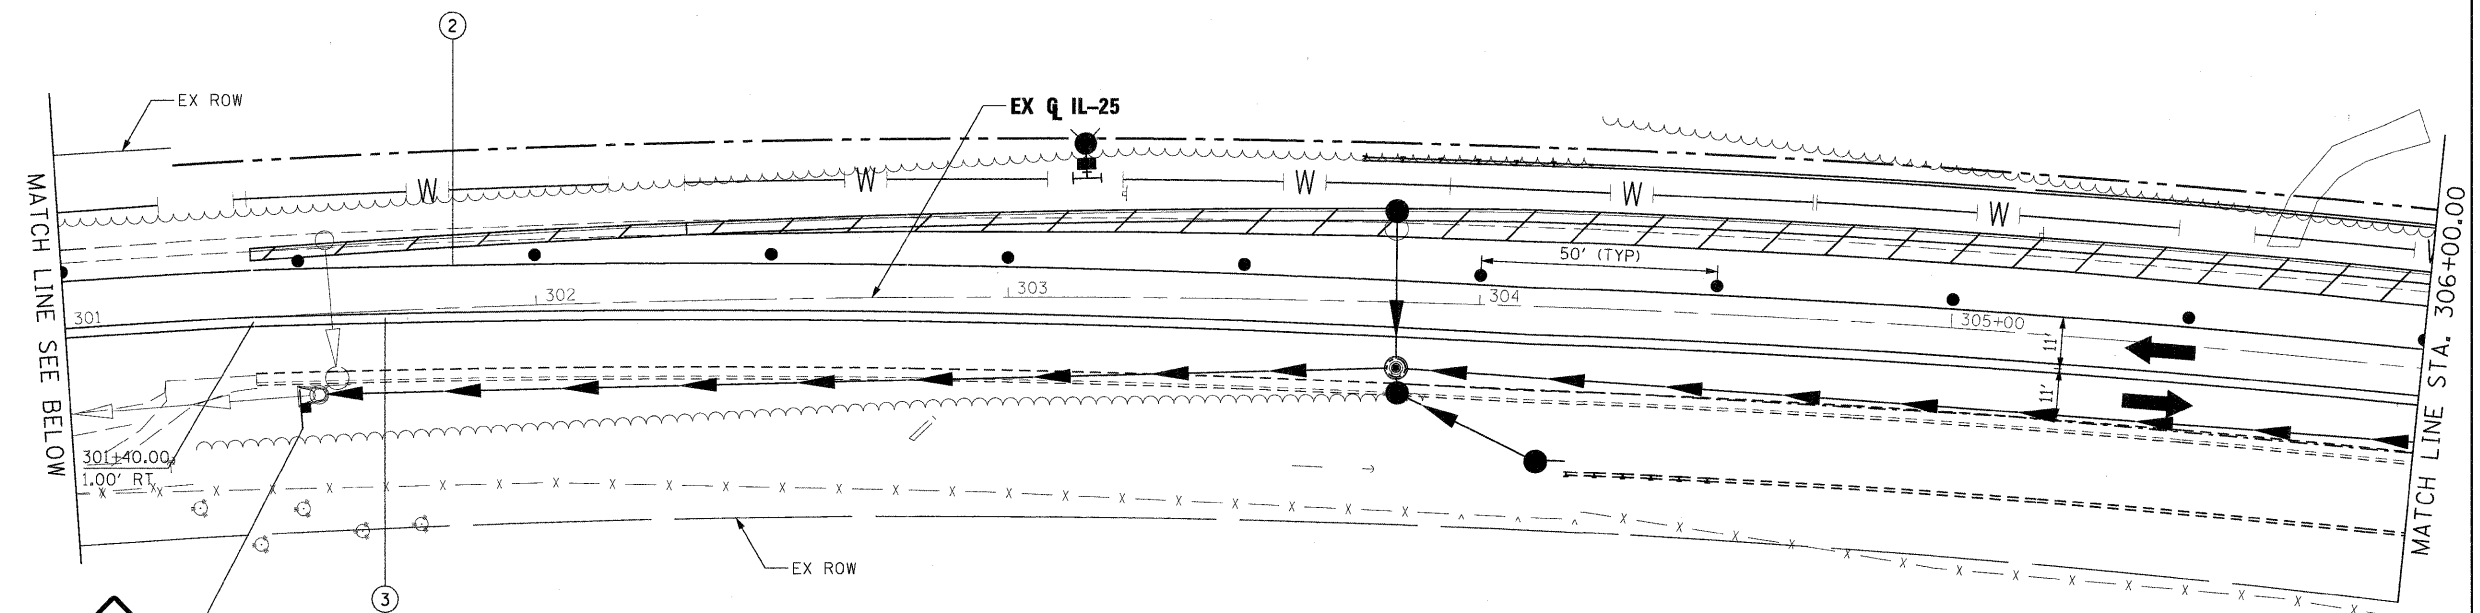 2
EX ROW
EX ℄ IL-25
MATCH LINE SEE BELOW
W
W
W
W
W
MATCH LINE STA. 306+00.00
50' (TYP)
301
302
303
304
305+00
11'
11'
301+40.00,
1.00' RT
EX ROW
3